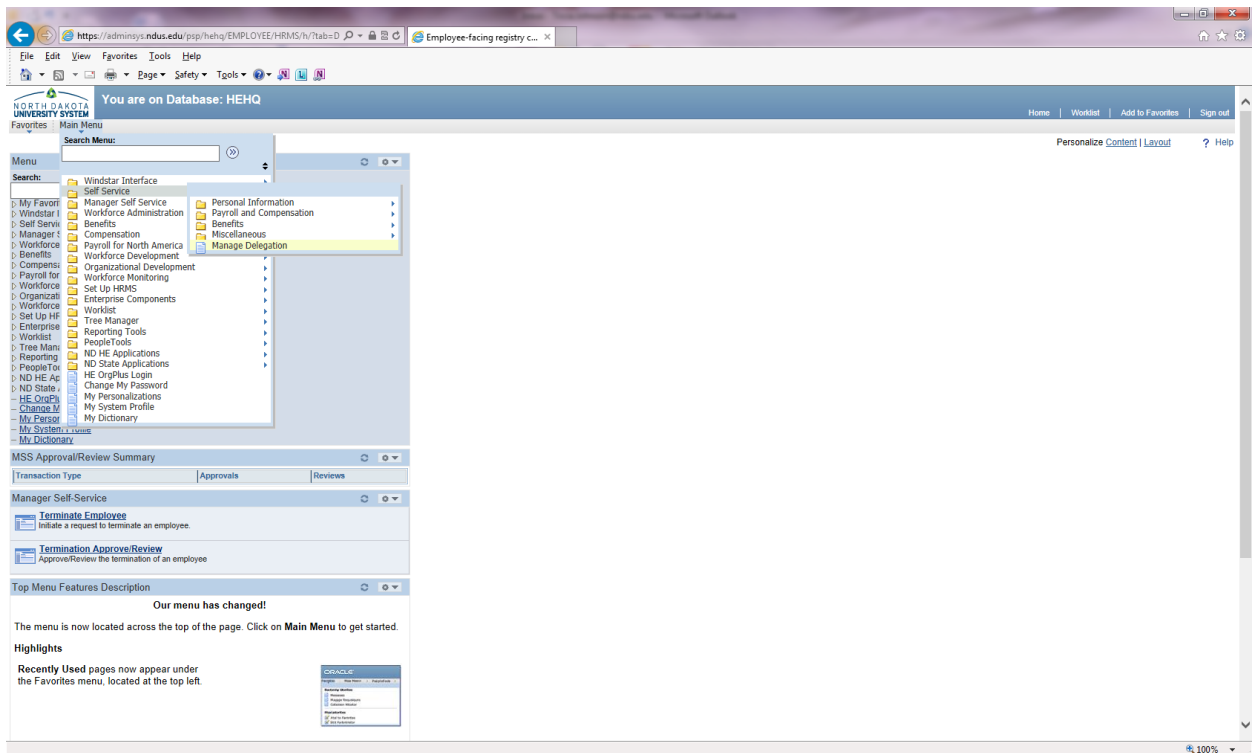 https://adminsys.ndus.edu/psp/hehq/EMPLOYEE/HRMS/h/?tab=D
Employee-facing registry c...
File Edit View Favorites Tools Help
Page Safety Tools
NORTH DAKOTA
UNIVERSITY SYSTEM
You are on Database: HEHQ
Home | Worklist | Add to Favorites | Sign out
Favorites Main Menu
Personalize Content | Layout ? Help
Search Menu:
Menu
Search:
Windstar Interface
Self Service
Manager Self Service
Workforce Administration
Benefits
Compensation
Payroll for North America
Workforce Development
Organizational Development
Workforce Monitoring
Set Up HRMS
Enterprise Components
Worklist
Tree Manager
Reporting Tools
PeopleTools
ND HE Applications
ND State Applications
HE OrgPlus Login
Change My Password
My Personalizations
My System Profile
My Dictionary
Personal Information
Payroll and Compensation
Benefits
Miscellaneous
Manage Delegation
My Favori
Windstar I
Self Servi
Manager S
Workforce
Benefits
Compensa
Payroll for
Workforce
Organizati
Workforce
Set Up HF
Enterprise
Worklist
Tree Mana
Reporting
PeopleToo
ND HE Ap
ND State
HE OrgPlu
Change M
My Person
My System Profile
My Dictionary
MSS Approval/Review Summary
Transaction Type Approvals Reviews
Manager Self-Service
Terminate Employee
Initiate a request to terminate an employee.
Termination Approve/Review
Approve/Review the termination of an employee
Top Menu Features Description
Our menu has changed!
The menu is now located across the top of the page. Click on Main Menu to get started.
Highlights
Recently Used pages now appear under
the Favorites menu, located at the top left.
ORACLE
100%